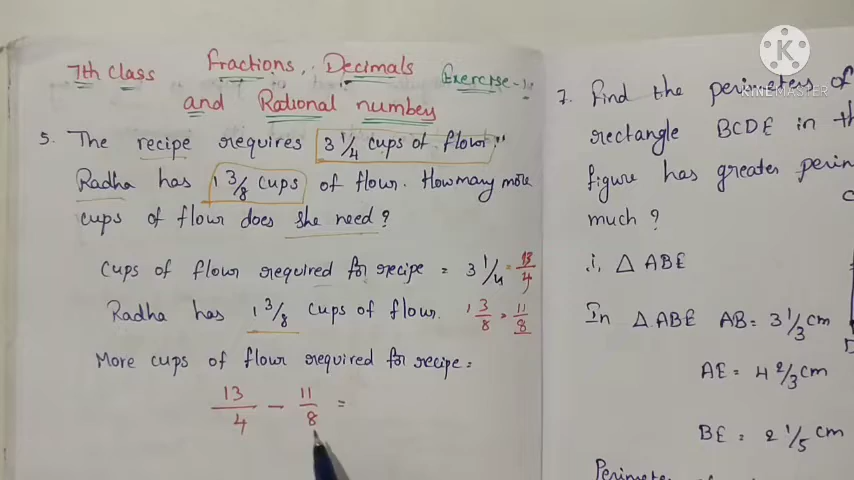 7th Class Fractions, Decimals Exercise-1
and Rational numbers
5. The recipe requires 3 1/4 cups of flour"
Radha has 1 3/8 cups of flour. How many more
cups of flour does she need?
Cups of flour required for recipe = 3 1/4 = 13/4
Radha has 1 3/8 cups of flour. 1 3/8 = 11/8
More cups of flour required for recipe =
13/4 - 11/8 =
KINEMASTER
7. Find the perimeters of
rectangle BCDE in th
figure has greater perim
much?
i, △ ABE
In △ ABE AB = 3 1/3 cm
AE = 4 2/3 cm
BE = 2 1/5 cm